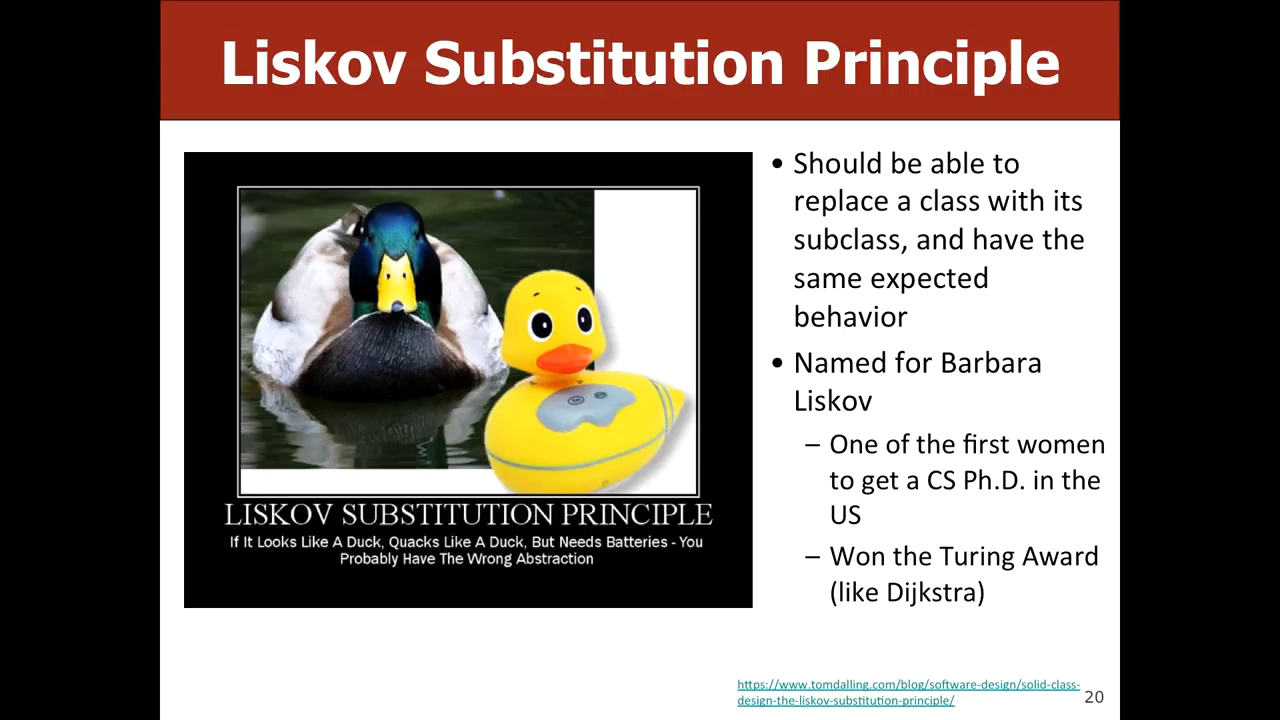 Liskov Substitution Principle
LISKOV SUBSTITUTION PRINCIPLE
If It Looks Like A Duck, Quacks Like A Duck, But Needs Batteries - You
Probably Have The Wrong Abstraction
• Should be able to
replace a class with its
subclass, and have the
same expected
behavior
• Named for Barbara
Liskov
– One of the first women
to get a CS Ph.D. in the
US
– Won the Turing Award
(like Dijkstra)
https://www.tomdalling.com/blog/software-design/solid-class-
design-the-liskov-substitution-principle/
20